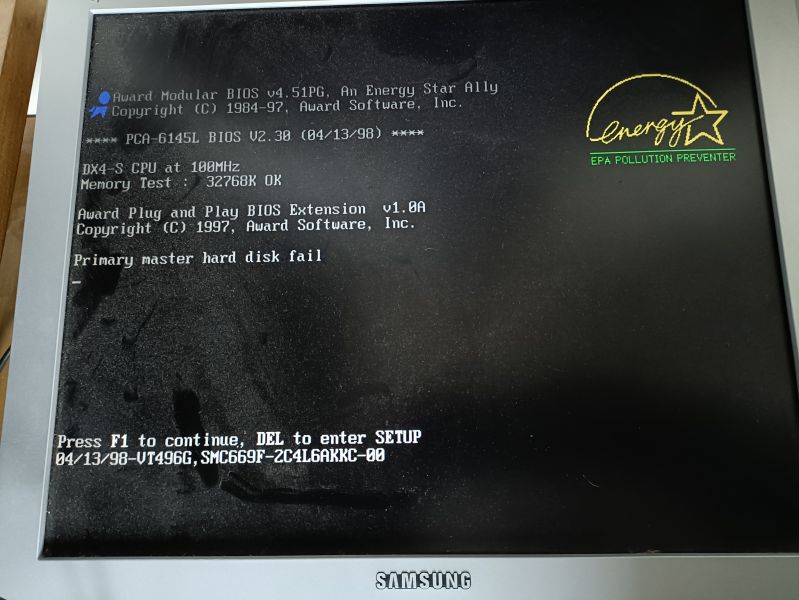 Award Modular BIOS v4.51PG, An Energy Star Ally
Copyright (C) 1984-97, Award Software, Inc.
energy
EPA POLLUTION PREVENTER
**** PCA-6145L BIOS V2.30 (04/13/98) ****
DX4-S CPU at 100MHz
Memory Test : 32768K OK
Award Plug and Play BIOS Extension v1.0A
Copyright (C) 1997, Award Software, Inc.
Primary master hard disk fail
_
Press F1 to continue, DEL to enter SETUP
04/13/98-VT496G,SMC669F-2C4L6AKKC-00
SAMSUNG